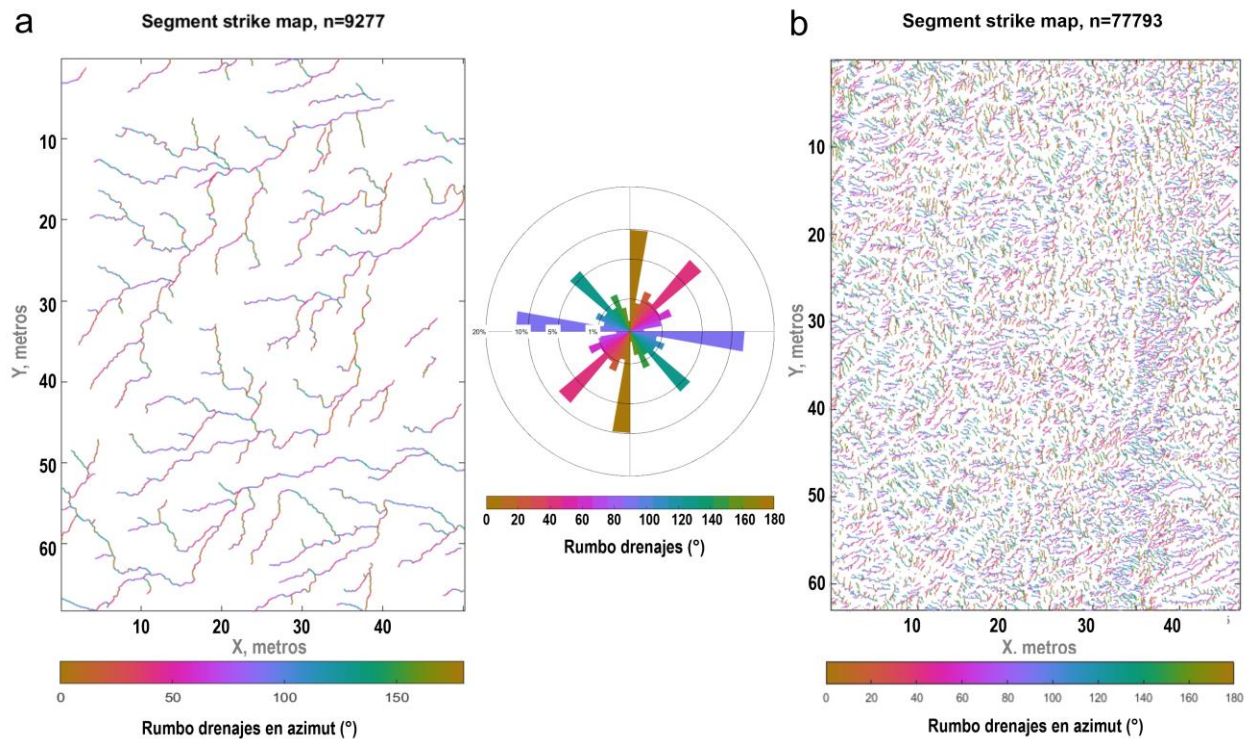 a
Segment strike map, n=9277
10
20
30
40
50
60
Y, metros
10 20 30 40
X, metros
0 50 100 150
Rumbo drenajes en azimut (°)
20% 10% 5% 1%
0 20 40 60 80 100 120 140 160 180
Rumbo drenajes (°)
b
Segment strike map, n=77793
10
20
30
40
50
60
Y, metros
10 20 30 40
X. metros
0 20 40 60 80 100 120 140 160 180
Rumbo drenajes en azimut (°)